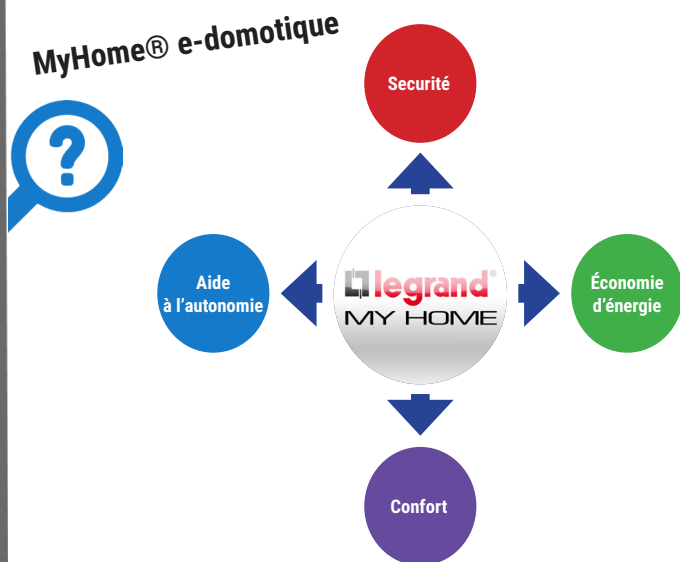 MyHome® e-domotique
Securité
?
Aide
à l'autonomie
legrand®
MY HOME
Économie
d'énergie
Confort